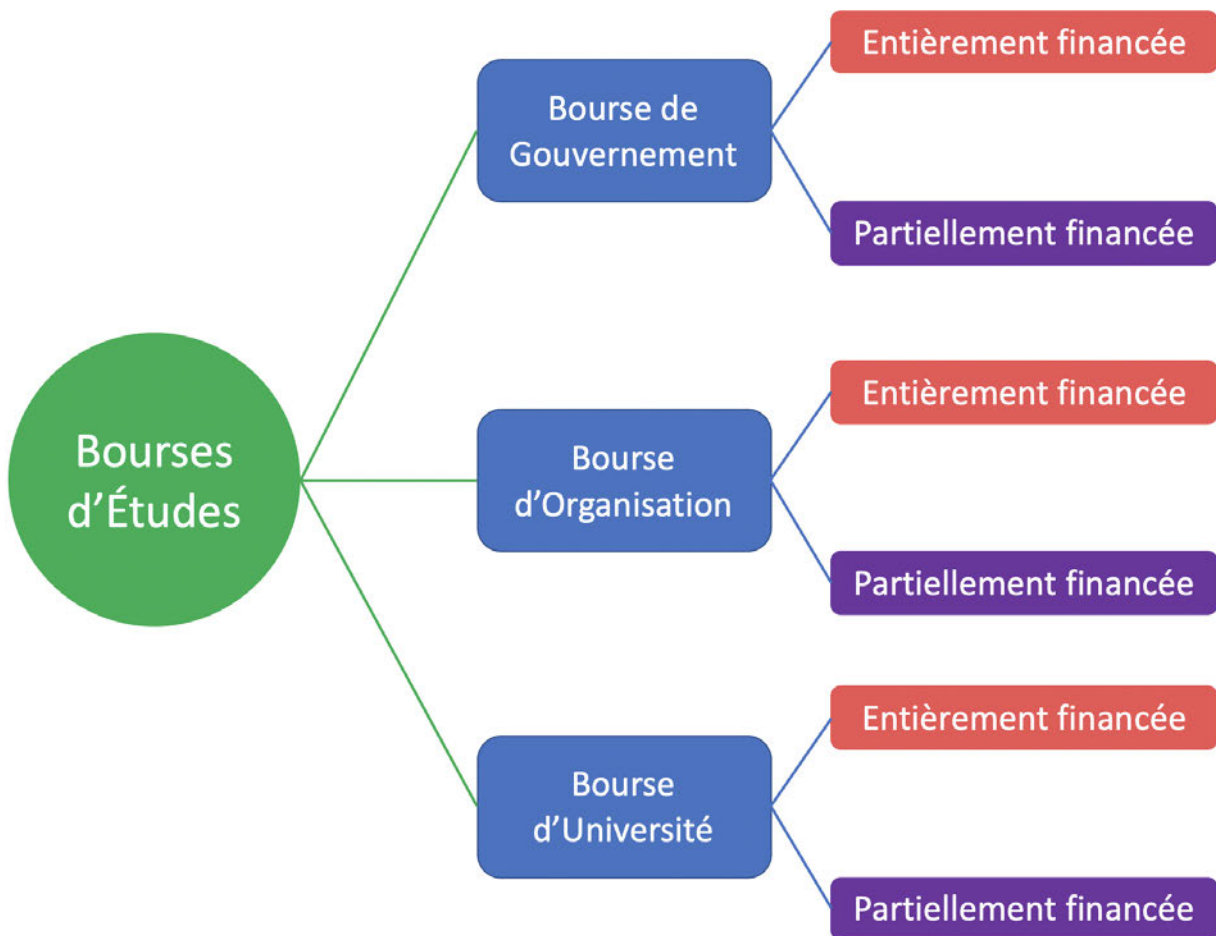 Bourses
d’Études
Bourse de
Gouvernement
Entièrement financée
Partiellement financée
Bourse
d’Organisation
Entièrement financée
Partiellement financée
Bourse
d’Université
Entièrement financée
Partiellement financée